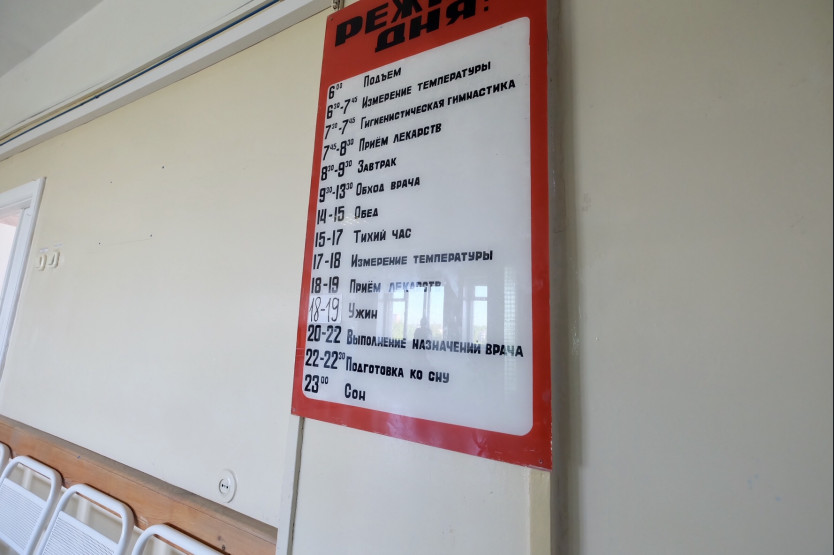 РЕЖИМ
ДНЯ:
6⁰⁰ Подъем
6³⁰-7⁴⁵ Измерение температуры
7³⁰-7⁴⁵ Гигиенистическая гимнастика
7⁴⁵-8³⁰ Приём лекарств
8³⁰-9³⁰ Завтрак
9³⁰-13³⁰ Обход врача
14-15 Обед
15-17 Тихий час
17-18 Измерение температуры
18-19 Приём лекарств
18-19 Ужин
20-22 Выполнение назначений врача
22-22³⁰ Подготовка ко сну
23⁰⁰ Сон